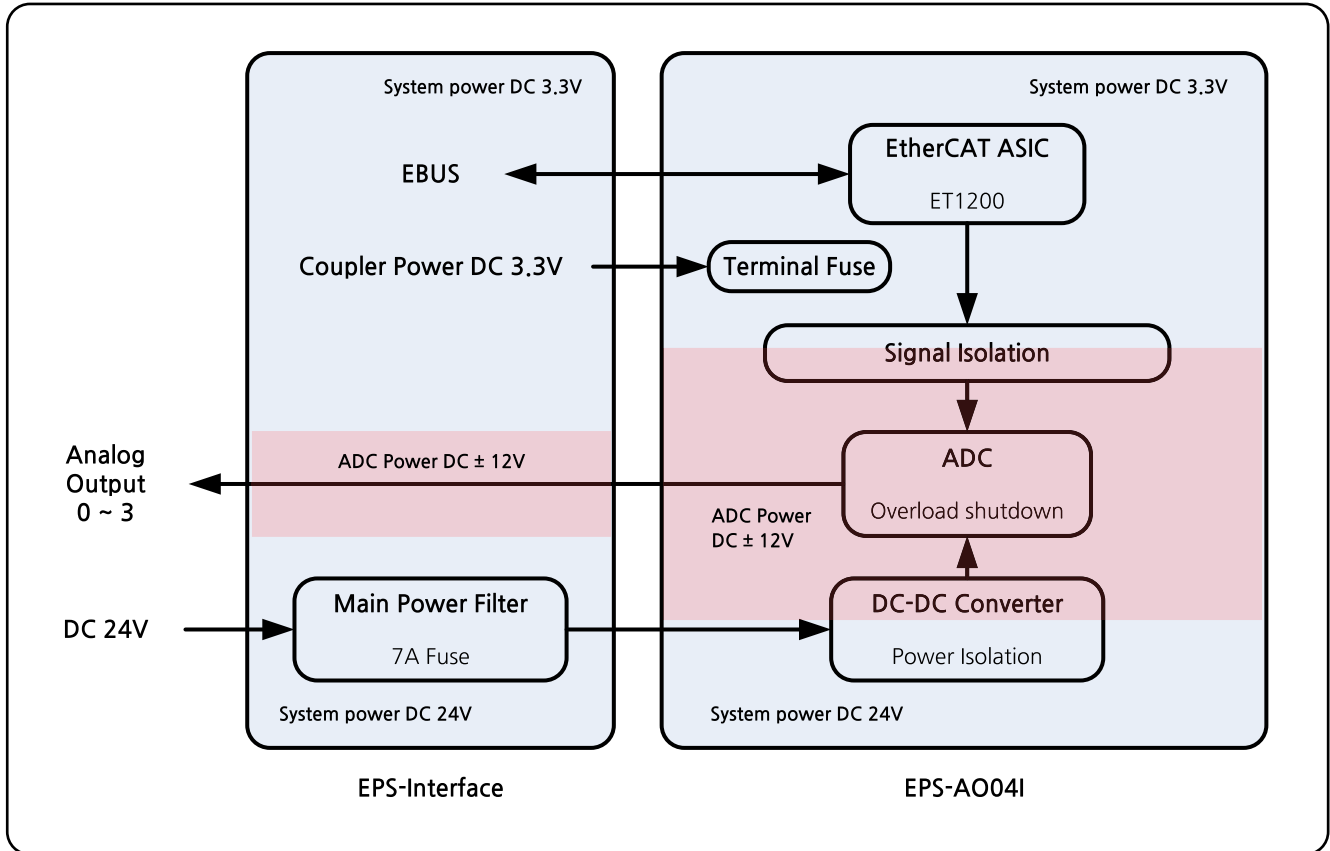 System power DC 3.3V
System power DC 3.3V
EtherCAT ASIC
EBUS
ET1200
Coupler Power DC 3.3V
Terminal Fuse
Signal Isolation
Analog
Output
0 ~ 3
ADC Power DC ± 12V
ADC
Overload shutdown
ADC Power
DC ± 12V
DC 24V
Main Power Filter
7A Fuse
DC-DC Converter
Power Isolation
System power DC 24V
System power DC 24V
EPS-Interface
EPS-AO04I